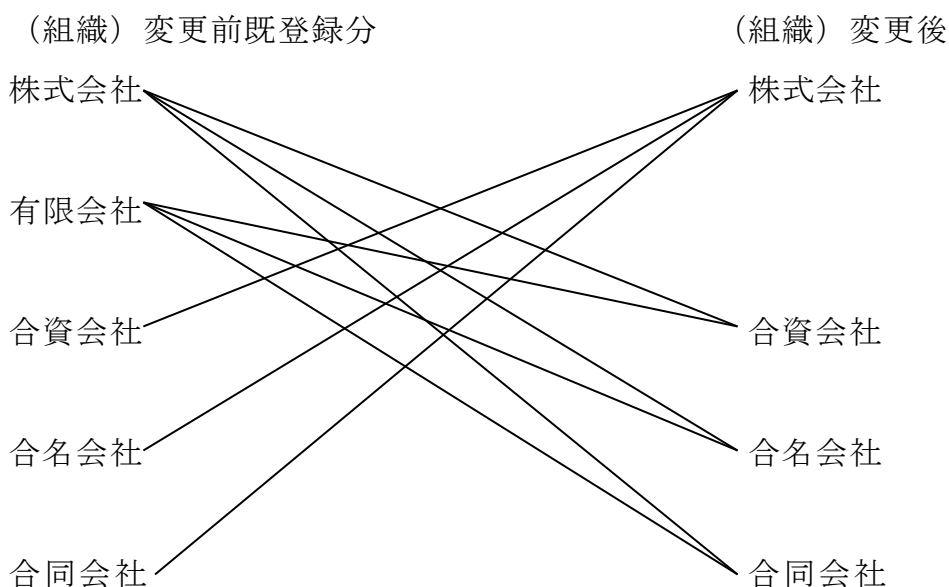 （組織）変更前既登録分
（組織）変更後
株式会社
株式会社
有限会社
合資会社
合資会社
合名会社
合名会社
合同会社
合同会社